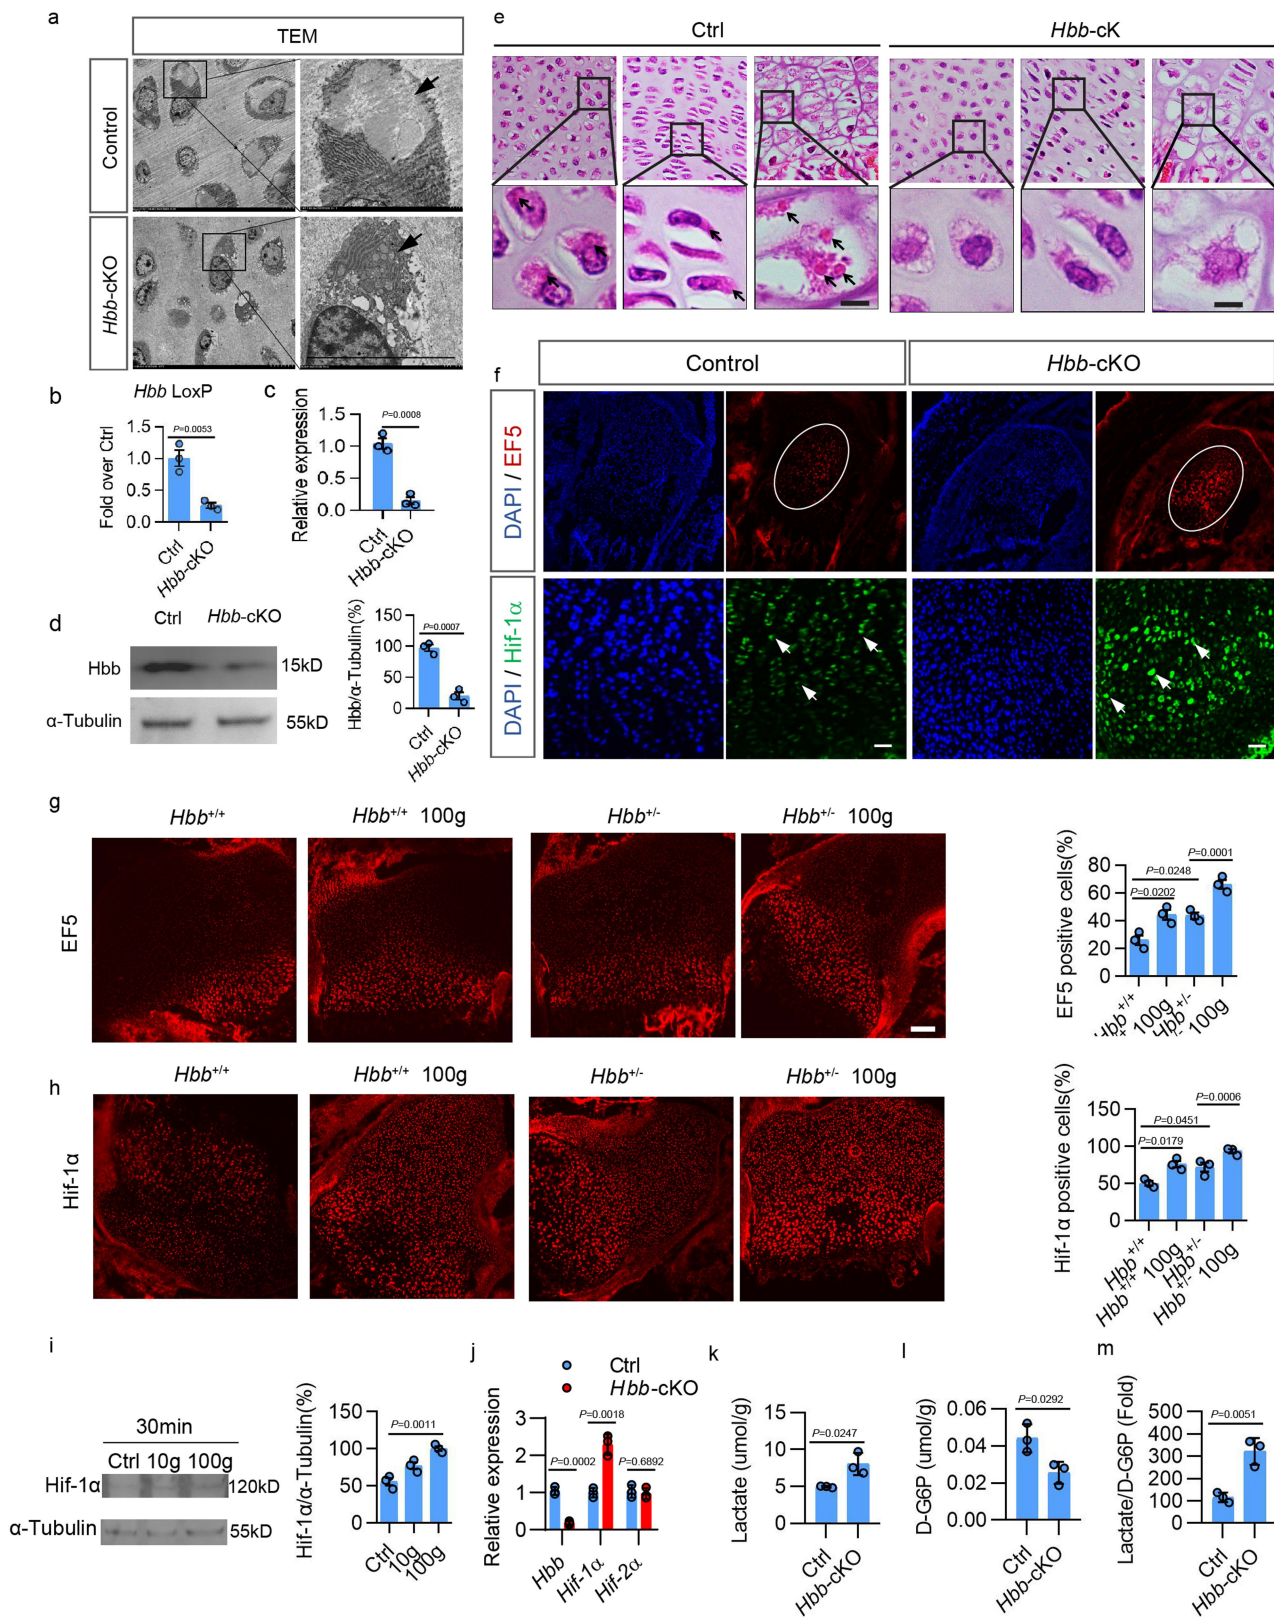 a
TEM
Control
Hbb-cKO
b
Hbb LoxP
Fold over Ctrl
1.5
1.0
0.5
0.0
P=0.0053
Ctrl
Hbb-cKO
c
Relative expression
1.5
1.0
0.5
0.0
P=0.0008
Ctrl
Hbb-cKO
d
Ctrl Hbb-cKO
Hbb 15kD
α-Tubulin 55kD
Hbb/α-Tubulin(%)
150
100
50
0
P=0.0007
Ctrl
Hbb-cKO
e
Ctrl Hbb-cK
f
Control Hbb-cKO
DAPI / EF5
DAPI / Hif-1α
g
Hbb+/+ Hbb+/+ 100g Hbb+/- Hbb+/- 100g
EF5
EF5 positive cells(%)
80
60
40
20
0
P=0.0001
P=0.0248
P=0.0202
Hbb+/+
+/+ 100g
Hbb+/-
/- 100g
h
Hbb+/+ Hbb+/+ 100g Hbb+/- Hbb+/- 100g
Hif-1α
Hif-1α positive cells(%)
150
100
50
0
P=0.0006
P=0.0451
P=0.0179
Hbb+/+
Hbb+/+ 100g
Hbb+/-
Hbb+/- 100g
i
30min
Ctrl 10g 100g
Hif-1α 120kD
α-Tubulin 55kD
Hif-1α/α-Tubulin(%)
150
100
50
0
P=0.0011
Ctrl
10g
100g
j
Ctrl
Hbb-cKO
Relative expression
3
2
1
0
P=0.0018
P=0.0002
P=0.6892
Hbb
Hif-1α
Hif-2α
k
Lactate (umol/g)
15
10
5
0
P=0.0247
Ctrl
Hbb-cKO
l
D-G6P (umol/g)
0.06
0.04
0.02
0.00
P=0.0292
Ctrl
Hbb-cKO
m
Lactate/D-G6P (Fold)
500
400
300
200
100
0
P=0.0051
Ctrl
Hbb-cKO